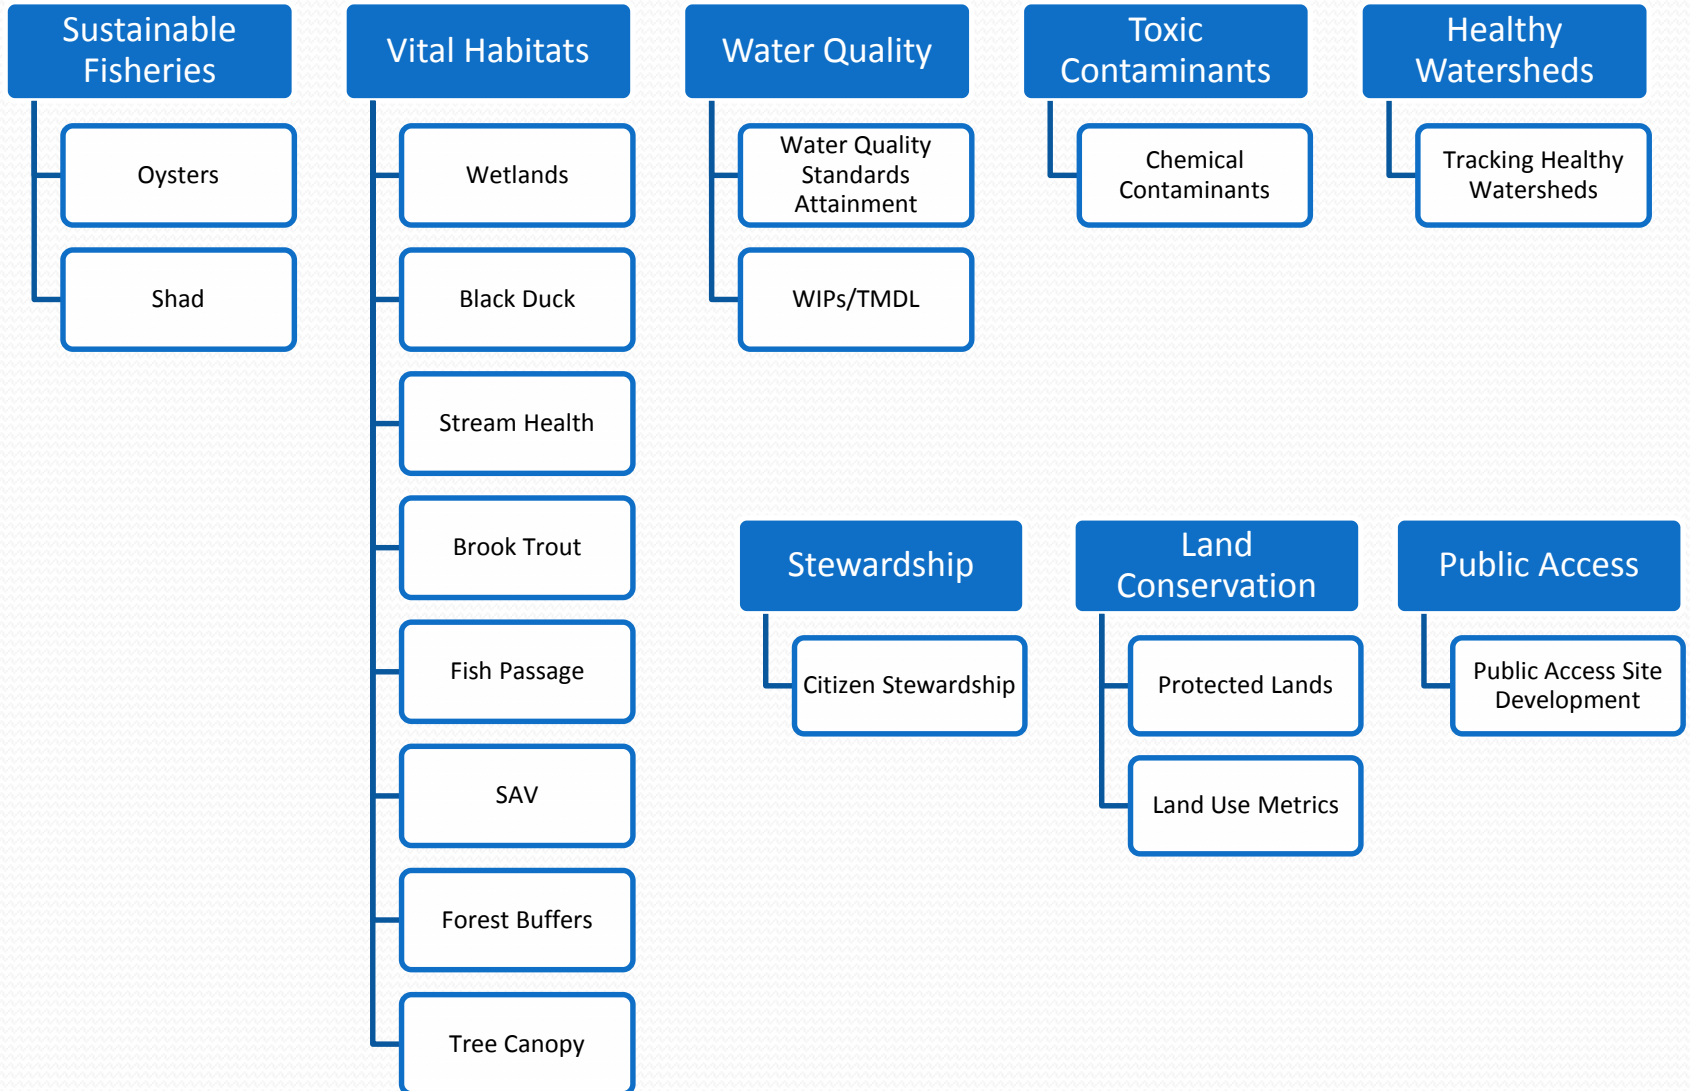 Sustainable
Fisheries
Oysters
Shad
Vital Habitats
Wetlands
Black Duck
Stream Health
Brook Trout
Fish Passage
SAV
Forest Buffers
Tree Canopy
Water Quality
Water Quality
Standards
Attainment
WIPs/TMDL
Toxic
Contaminants
Chemical
Contaminants
Healthy
Watersheds
Tracking Healthy
Watersheds
Stewardship
Citizen Stewardship
Land
Conservation
Protected Lands
Land Use Metrics
Public Access
Public Access Site
Development